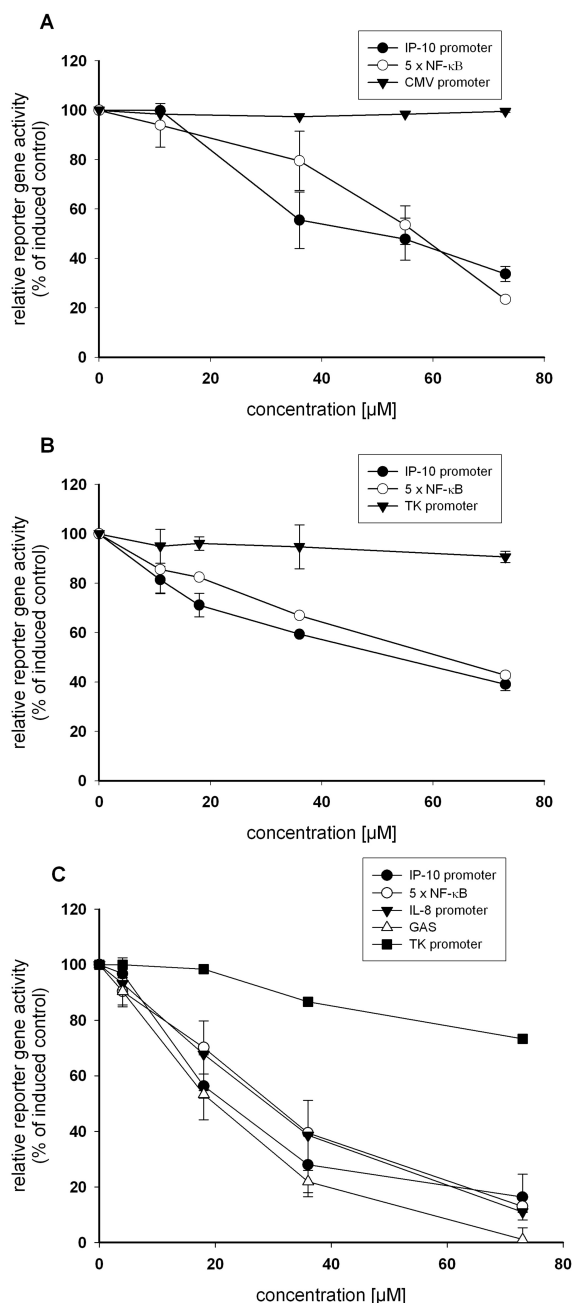 A
IP-10 promoter
5 x NF-κB
CMV promoter
120
100
80
60
40
20
0
relative reporter gene activity
(% of induced control)
0 20 40 60 80
concentration [µM]
B
IP-10 promoter
5 x NF-κB
TK promoter
120
100
80
60
40
20
0
relative reporter gene activity
(% of induced control)
0 20 40 60 80
concentration [µM]
C
IP-10 promoter
5 x NF-κB
IL-8 promoter
GAS
TK promoter
120
100
80
60
40
20
0
relative reporter gene activity
(% of induced control)
0 20 40 60 80
concentration [µM]